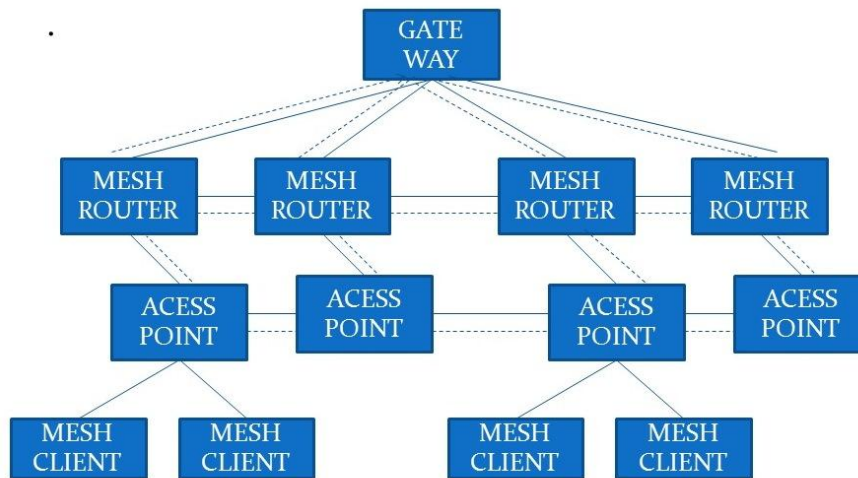 GATE
WAY
MESH
ROUTER
MESH
ROUTER
MESH
ROUTER
MESH
ROUTER
ACESS
POINT
ACESS
POINT
ACESS
POINT
ACESS
POINT
MESH
CLIENT
MESH
CLIENT
MESH
CLIENT
MESH
CLIENT